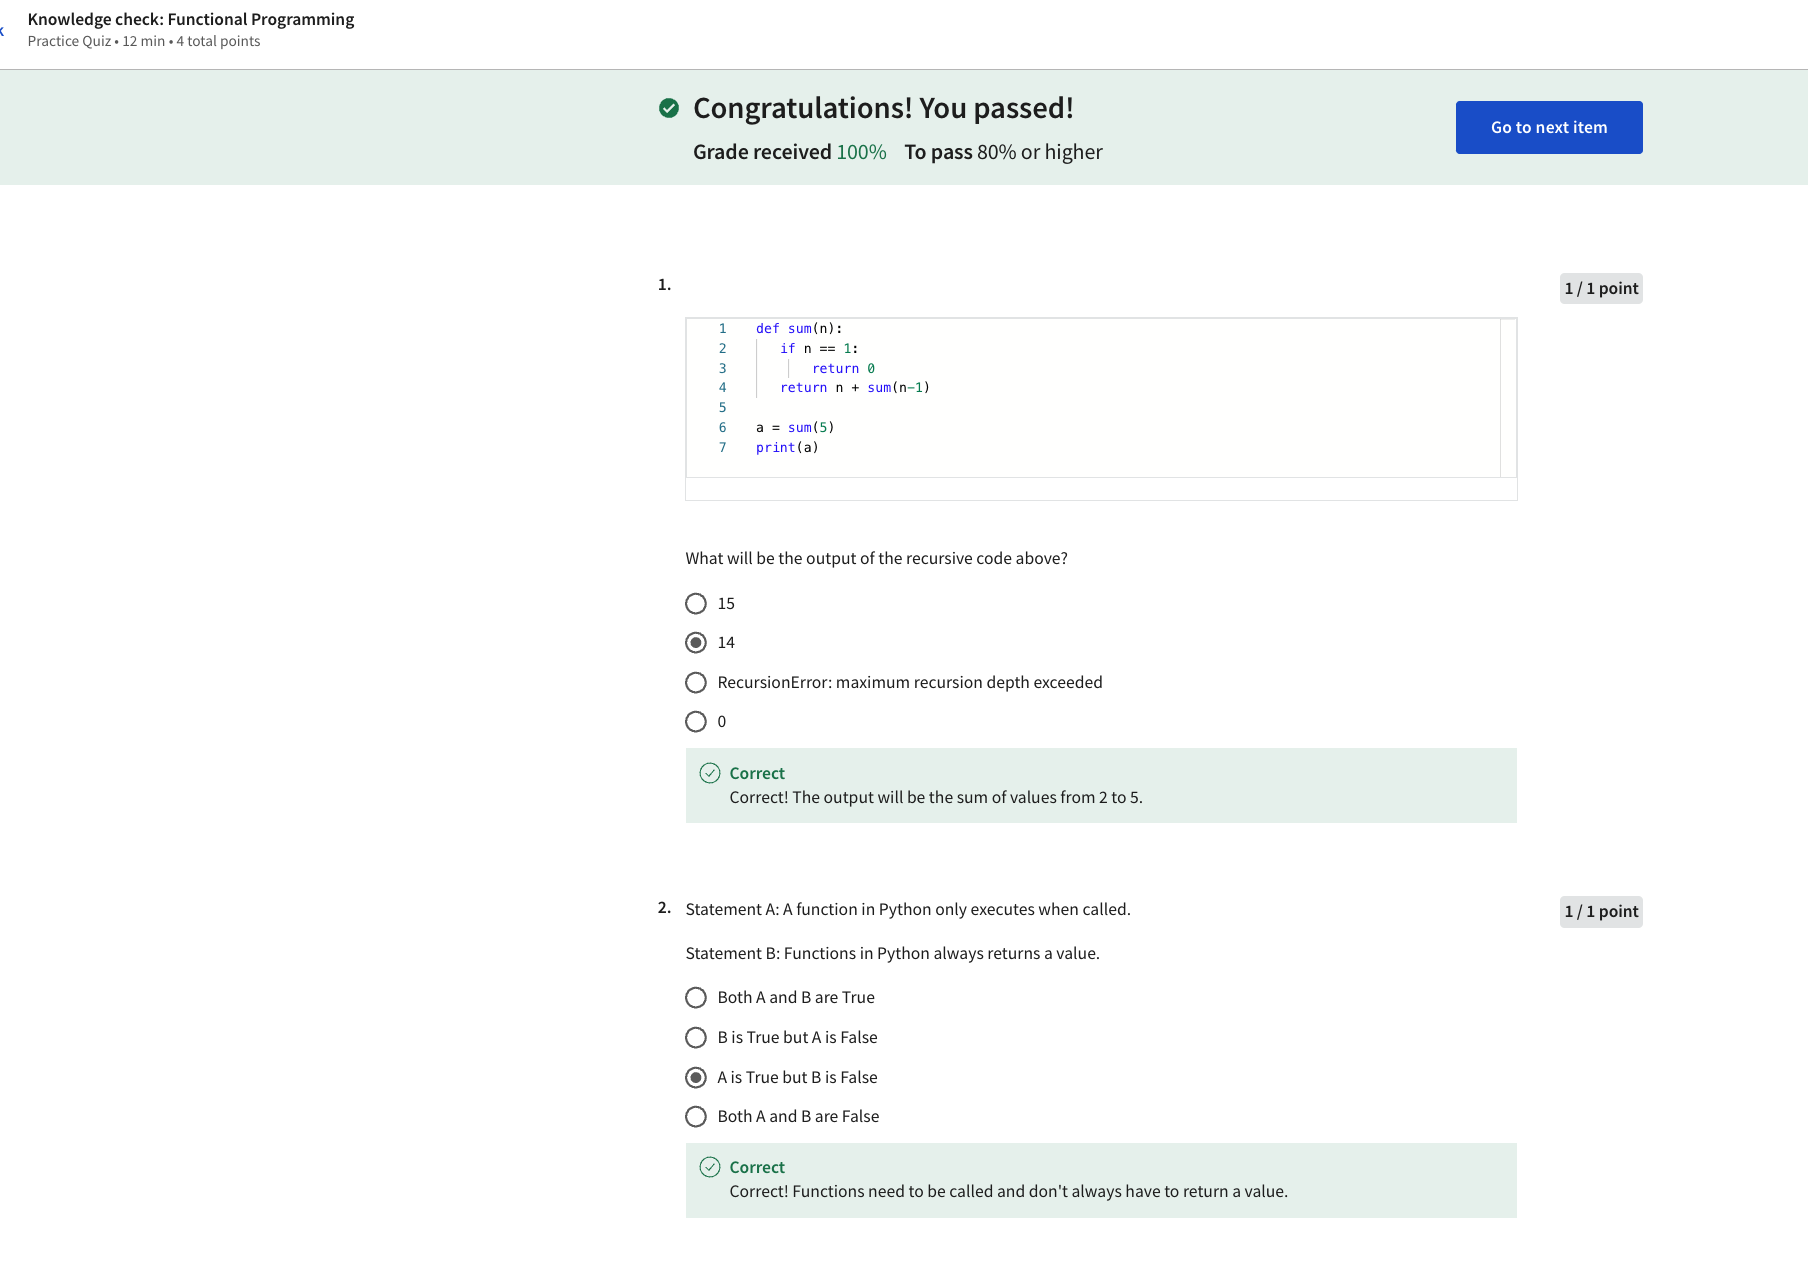 Knowledge check: Functional Programming
Practice Quiz • 12 min • 4 total points
Congratulations! You passed!
Grade received 100% To pass 80% or higher
Go to next item
1.
1 / 1 point
1 def sum(n):
2 if n == 1:
3 return 0
4 return n + sum(n-1)
5
6 a = sum(5)
7 print(a)
What will be the output of the recursive code above?
15
14
RecursionError: maximum recursion depth exceeded
0
Correct
Correct! The output will be the sum of values from 2 to 5.
2. Statement A: A function in Python only executes when called.
1 / 1 point
Statement B: Functions in Python always returns a value.
Both A and B are True
B is True but A is False
A is True but B is False
Both A and B are False
Correct
Correct! Functions need to be called and don't always have to return a value.